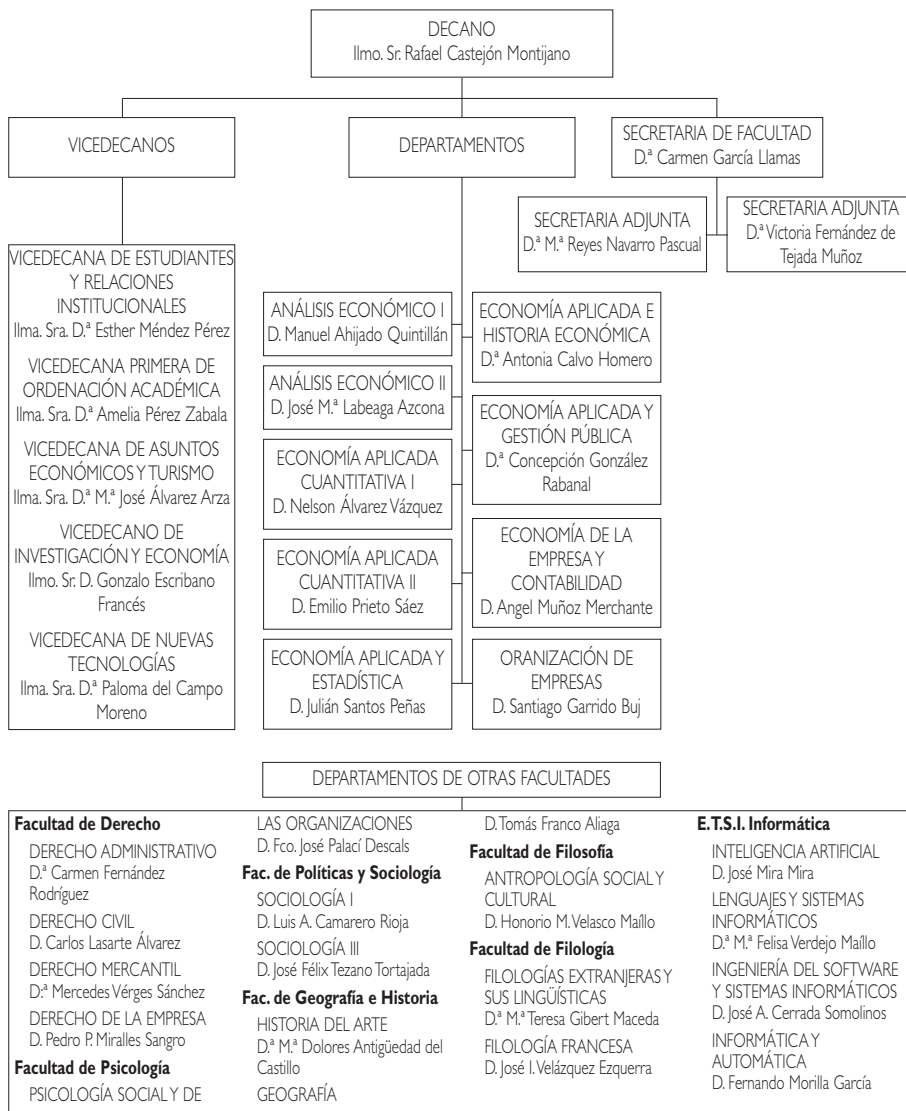 DECANO
Ilmo. Sr. Rafael Castejón Montijano
VICEDECANOS
DEPARTAMENTOS
SECRETARIA DE FACULTAD
D.ª Carmen García Llamas
SECRETARIA ADJUNTA
D.ª M.ª Reyes Navarro Pascual
SECRETARIA ADJUNTA
D.ª Victoria Fernández de
Tejada Muñoz
VICEDECANA DE ESTUDIANTES
Y RELACIONES
INSTITUCIONALES
Ilma. Sra. D.ª Esther Méndez Pérez
VICEDECANA PRIMERA DE
ORDENACIÓN ACADÉMICA
Ilma. Sra. D.ª Amelia Pérez Zabala
VICEDECANA DE ASUNTOS
ECONÓMICOS Y TURISMO
Ilma. Sra. D.ª M.ª José Álvarez Arza
VICEDECANO DE
INVESTIGACIÓN Y ECONOMÍA
Ilmo. Sr. D. Gonzalo Escribano
Francés
VICEDECANA DE NUEVAS
TECNOLOGÍAS
Ilma. Sra. D.ª Paloma del Campo
Moreno
ANÁLISIS ECONÓMICO I
D. Manuel Ahijado Quintillán
ANÁLISIS ECONÓMICO II
D. José M.ª Labeaga Azcona
ECONOMÍA APLICADA
CUANTITATIVA I
D. Nelson Álvarez Vázquez
ECONOMÍA APLICADA
CUANTITATIVA II
D. Emilio Prieto Sáez
ECONOMÍA APLICADA Y
ESTADÍSTICA
D. Julián Santos Peñas
ECONOMÍA APLICADA E
HISTORIA ECONÓMICA
D.ª Antonia Calvo Homero
ECONOMÍA APLICADA Y
GESTIÓN PÚBLICA
D.ª Concepción González
Rabanal
ECONOMÍA DE LA
EMPRESA Y
CONTABILIDAD
D. Angel Muñoz Merchante
ORANIZACIÓN DE
EMPRESAS
D. Santiago Garrido Buj
DEPARTAMENTOS DE OTRAS FACULTADES
Facultad de Derecho
DERECHO ADMINISTRATIVO
D.ª Carmen Fernández
Rodríguez
DERECHO CIVIL
D. Carlos Lasarte Álvarez
DERECHO MERCANTIL
D.ª Mercedes Vérges Sánchez
DERECHO DE LA EMPRESA
D. Pedro P. Miralles Sangro
Facultad de Psicología
PSICOLOGÍA SOCIAL Y DE
LAS ORGANIZACIONES
D. Fco. José Palací Descals
Fac. de Políticas y Sociología
SOCIOLOGÍA I
D. Luis A. Camarero Rioja
SOCIOLOGÍA III
D. José Félix Tezano Tortajada
Fac. de Geografía e Historia
HISTORIA DEL ARTE
D.ª M.ª Dolores Antigüedad del
Castillo
GEOGRAFÍA
D. Tomás Franco Aliaga
Facultad de Filosofía
ANTROPOLOGÍA SOCIAL Y
CULTURAL
D. Honorio M. Velasco Maíllo
Facultad de Filología
FILOLOGÍAS EXTRANJERAS Y
SUS LINGÜÍSTICAS
D.ª M.ª Teresa Gibert Maceda
FILOLOGÍA FRANCESA
D. José I. Velázquez Ezquerra
E.T.S.I. Informática
INTELIGENCIA ARTIFICIAL
D. José Mira Mira
LENGUAJES Y SISTEMAS
INFORMÁTICOS
D.ª M.ª Felisa Verdejo Maíllo
INGENIERÍA DEL SOFTWARE
Y SISTEMAS INFORMÁTICOS
D. José A. Cerrada Somolinos
INFORMÁTICA Y
AUTOMÁTICA
D. Fernando Morilla García